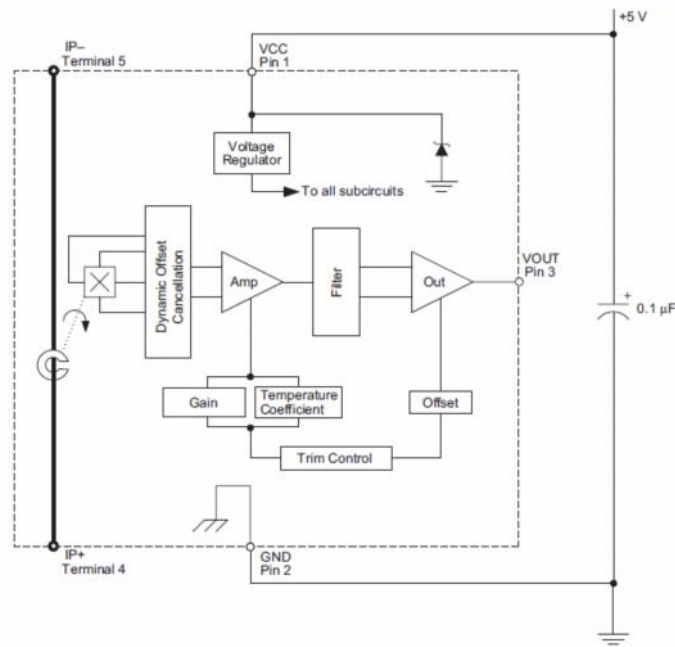 +5 V
IP–
Terminal 5
VCC
Pin 1
Voltage
Regulator
To all subcircuits
Dynamic Offset
Cancellation
Amp
Filter
Out
VOUT
Pin 3
+
0.1 µF
Gain
Temperature
Coefficient
Offset
Trim Control
IP+
Terminal 4
GND
Pin 2